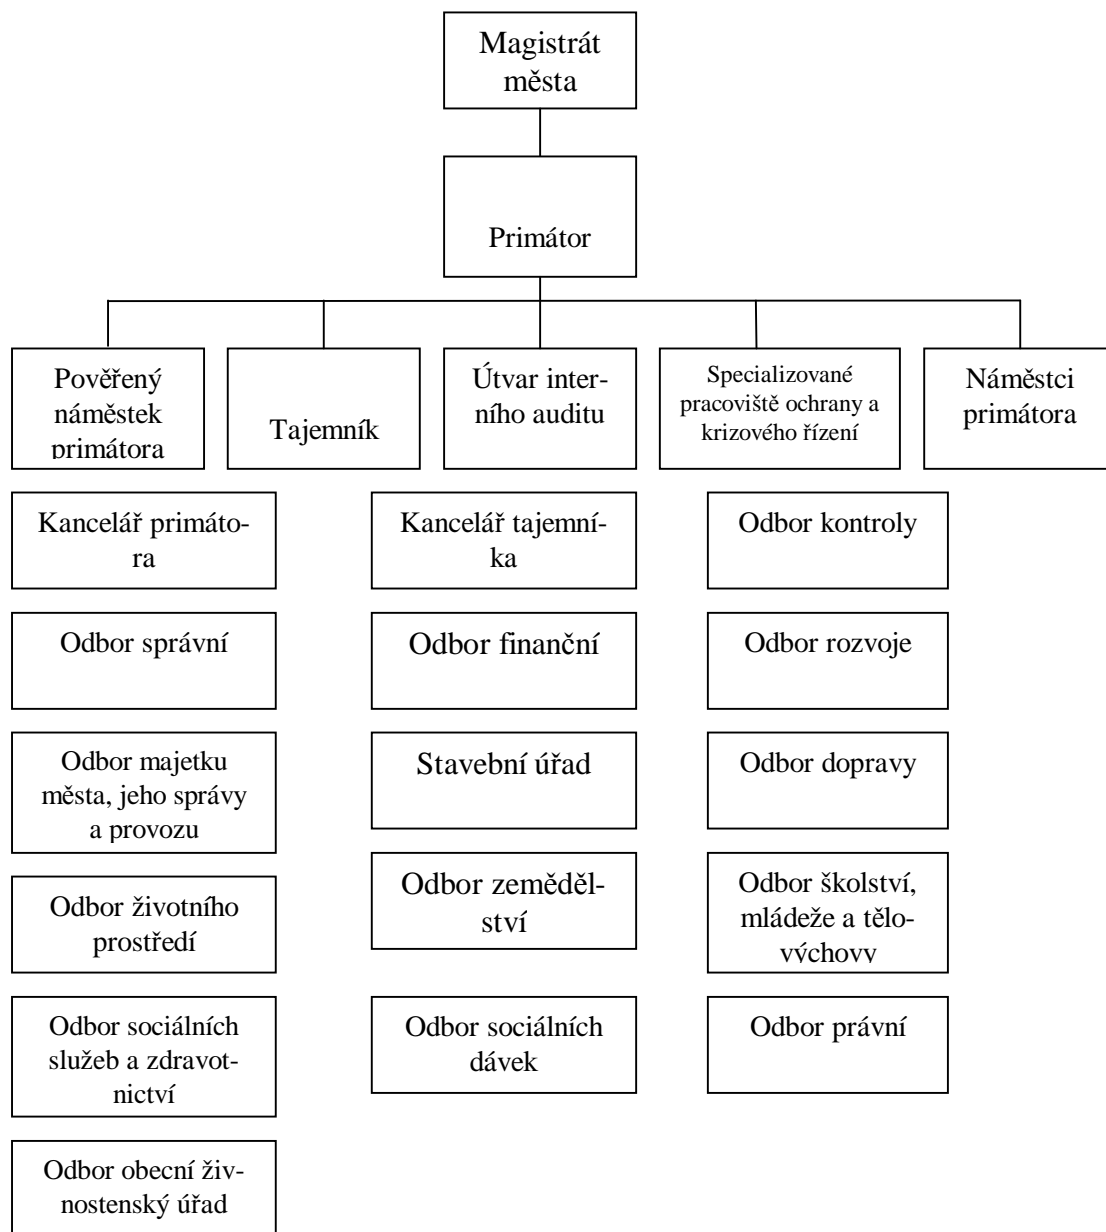 Magistrát
města
Primátor
Pověřený
náměstek
primátora
Tajemník
Útvar inter-
ního auditu
Specializované
pracoviště ochrany a
krizového řízení
Náměstci
primátora
Kancelář primáto-
ra
Kancelář tajemní-
ka
Odbor kontroly
Odbor správní
Odbor finanční
Odbor rozvoje
Odbor majetku
města, jeho správy
a provozu
Stavební úřad
Odbor dopravy
Odbor životního
prostředí
Odbor zeměděl-
ství
Odbor školství,
mládeže a tělo-
výchovy
Odbor sociálních
služeb a zdravot-
nictví
Odbor sociálních
dávek
Odbor právní
Odbor obecní živ-
nostenský úřad